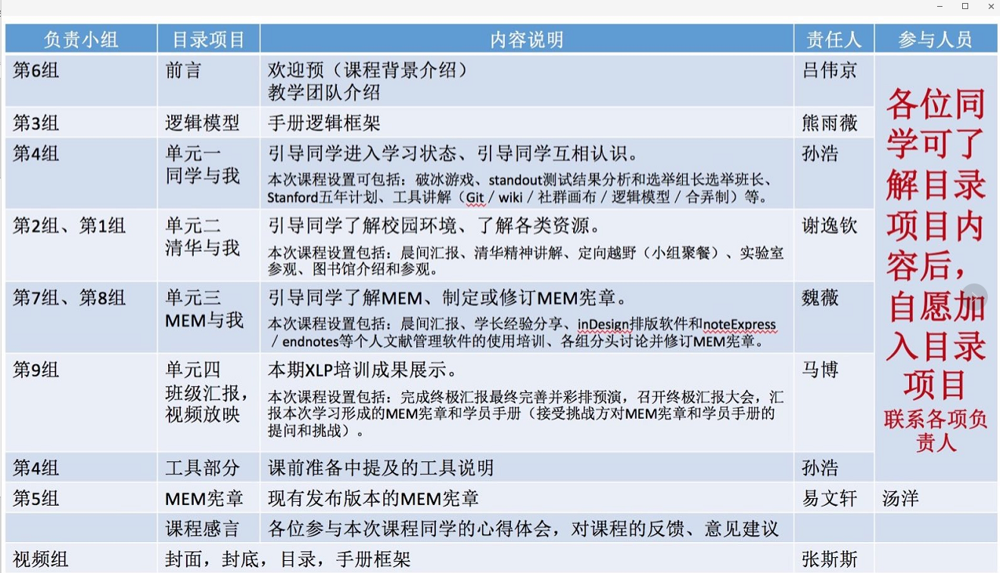 负责小组 目录项目 内容说明 责任人 参与人员
第6组 前言 欢迎预（课程背景介绍） 吕伟京
教学团队介绍
第3组 逻辑模型 手册逻辑框架 熊雨薇
第4组 单元一 引导同学进入学习状态、引导同学互相认识。 孙浩
同学与我
本次课程设置可包括：破冰游戏、standout测试结果分析和选举组长选举班长、
Stanford五年计划、工具讲解（Git / wiki / 社群画布 / 逻辑模型 / 合弄制）等。
第2组、第1组 单元二 引导同学了解校园环境、了解各类资源。 谢逸钦
清华与我
本次课程设置包括：晨间汇报、清华精神讲解、定向越野（小组聚餐）、实验室
参观、图书馆介绍和参观。
第7组、第8组 单元三 引导同学了解MEM、制定或修订MEM宪章。 魏薇
MEM与我
本次课程设置包括：晨间汇报、学长经验分享、inDesign排版软件和noteExpress
/ endnotes等个人文献管理软件的使用培训、各组分头讨论并修订MEM宪章。
第9组 单元四 本期XLP培训成果展示。 马博
班级汇报，
视频放映
本次课程设置包括：完成终极汇报最终完善并彩排预演，召开终极汇报大会，汇
报本次学习形成的MEM宪章和学员手册（接受挑战方对MEM宪章和学员手册的
提问和挑战）。
第4组 工具部分 课前准备中提及的工具说明 孙浩
第5组 MEM宪章 现有发布版本的MEM宪章 易文轩 汤洋
课程感言 各位参与本次课程同学的心得体会，对课程的反馈、意见建议
视频组 封面，封底，目录，手册框架 张斯斯
各位同
学可了
解目录
项目内
容后，
自愿加
入目录
项目
联系各项负
责人